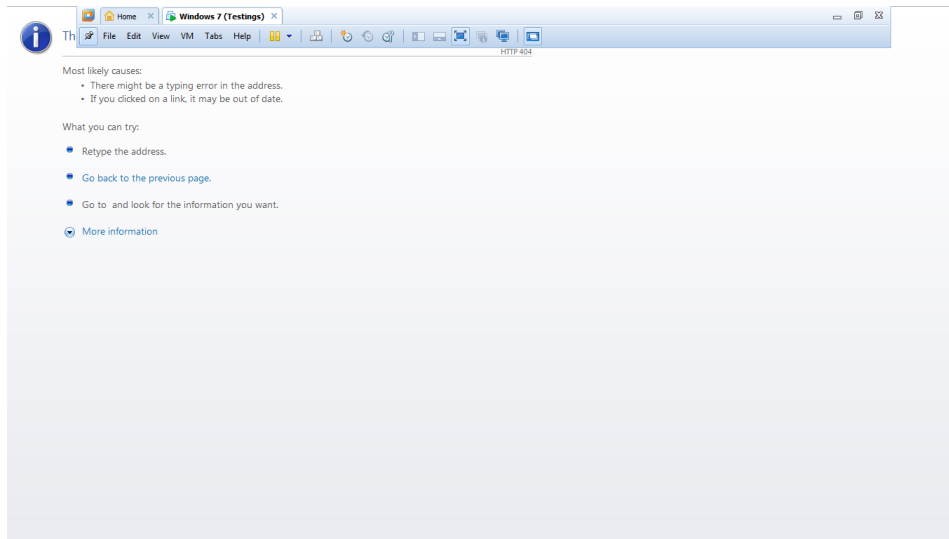 Home
Windows 7 (Testings)
Th
File Edit View VM Tabs Help
HTTP 404
Most likely causes:
• There might be a typing error in the address.
• If you clicked on a link, it may be out of date.
What you can try:
Retype the address.
Go back to the previous page.
Go to and look for the information you want.
More information